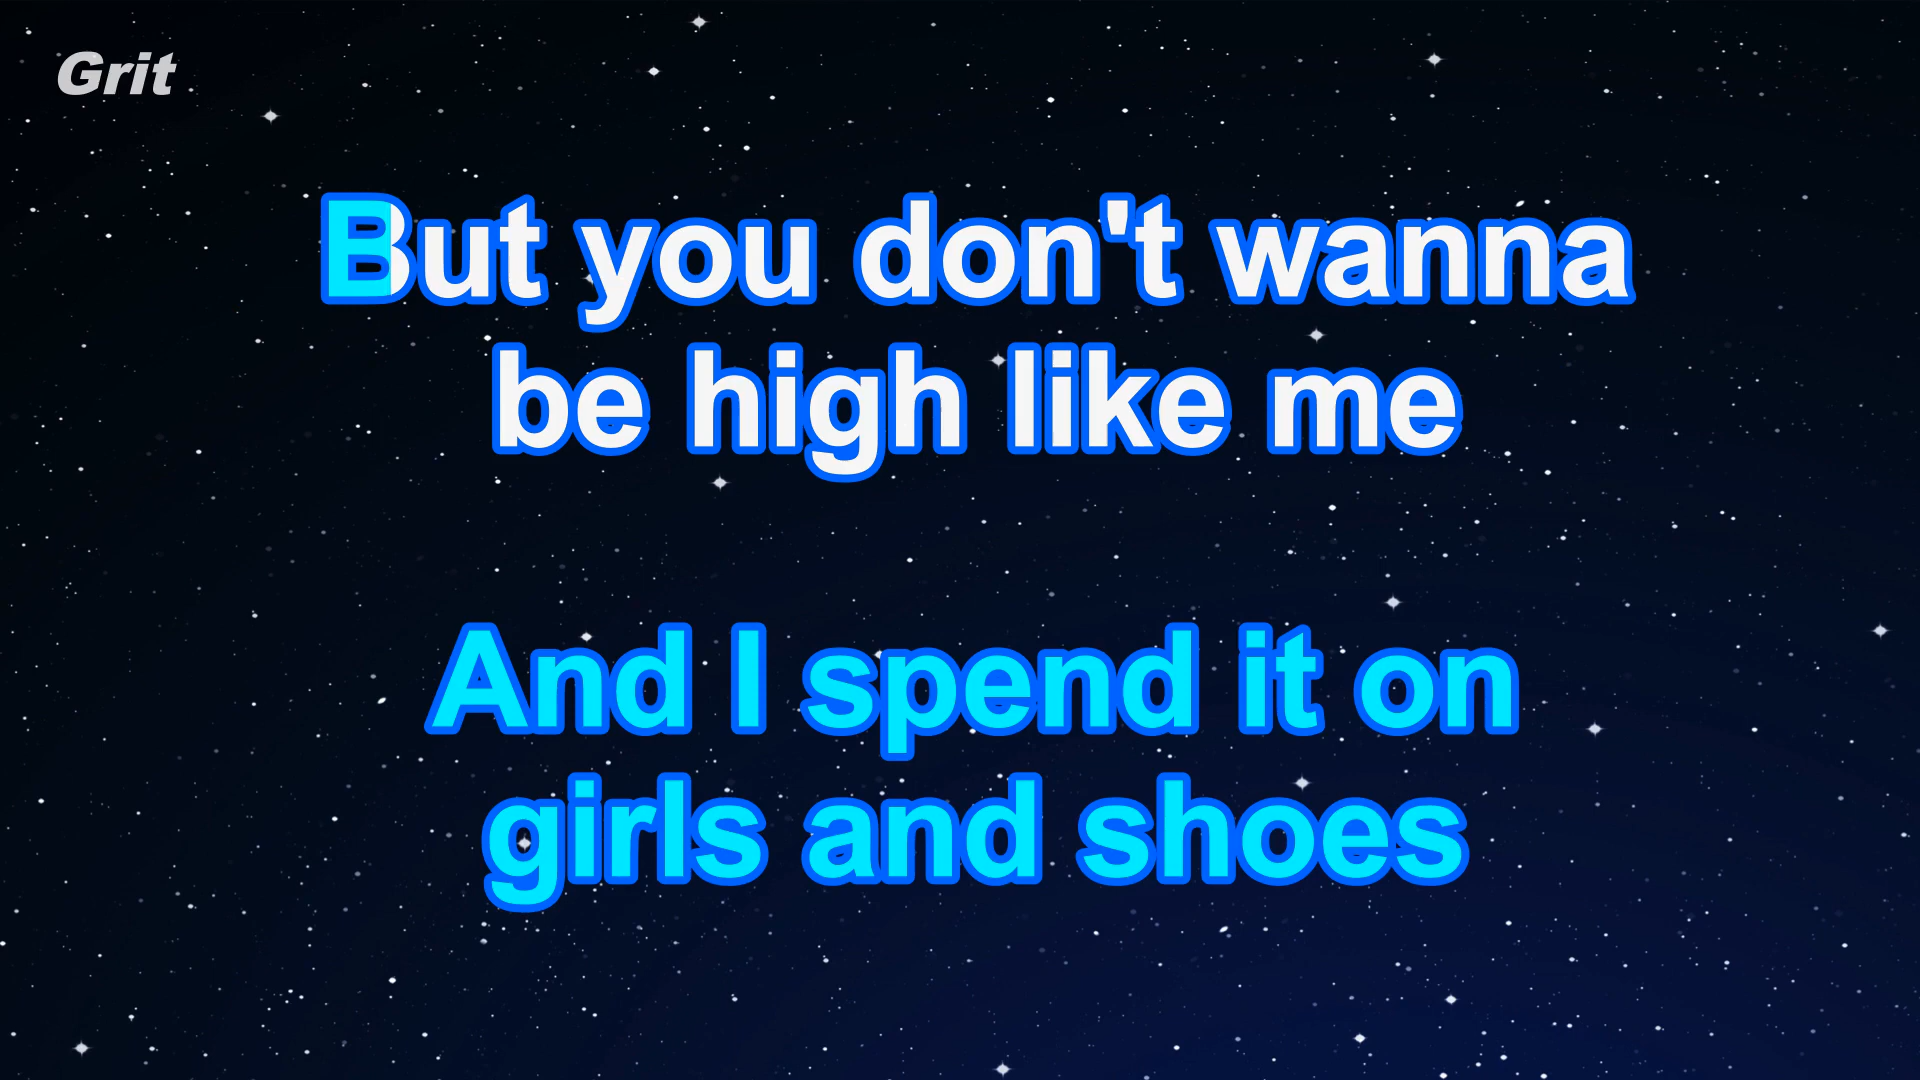 Grit
But you don't wanna
be high like me
And I spend it on
girls and shoes